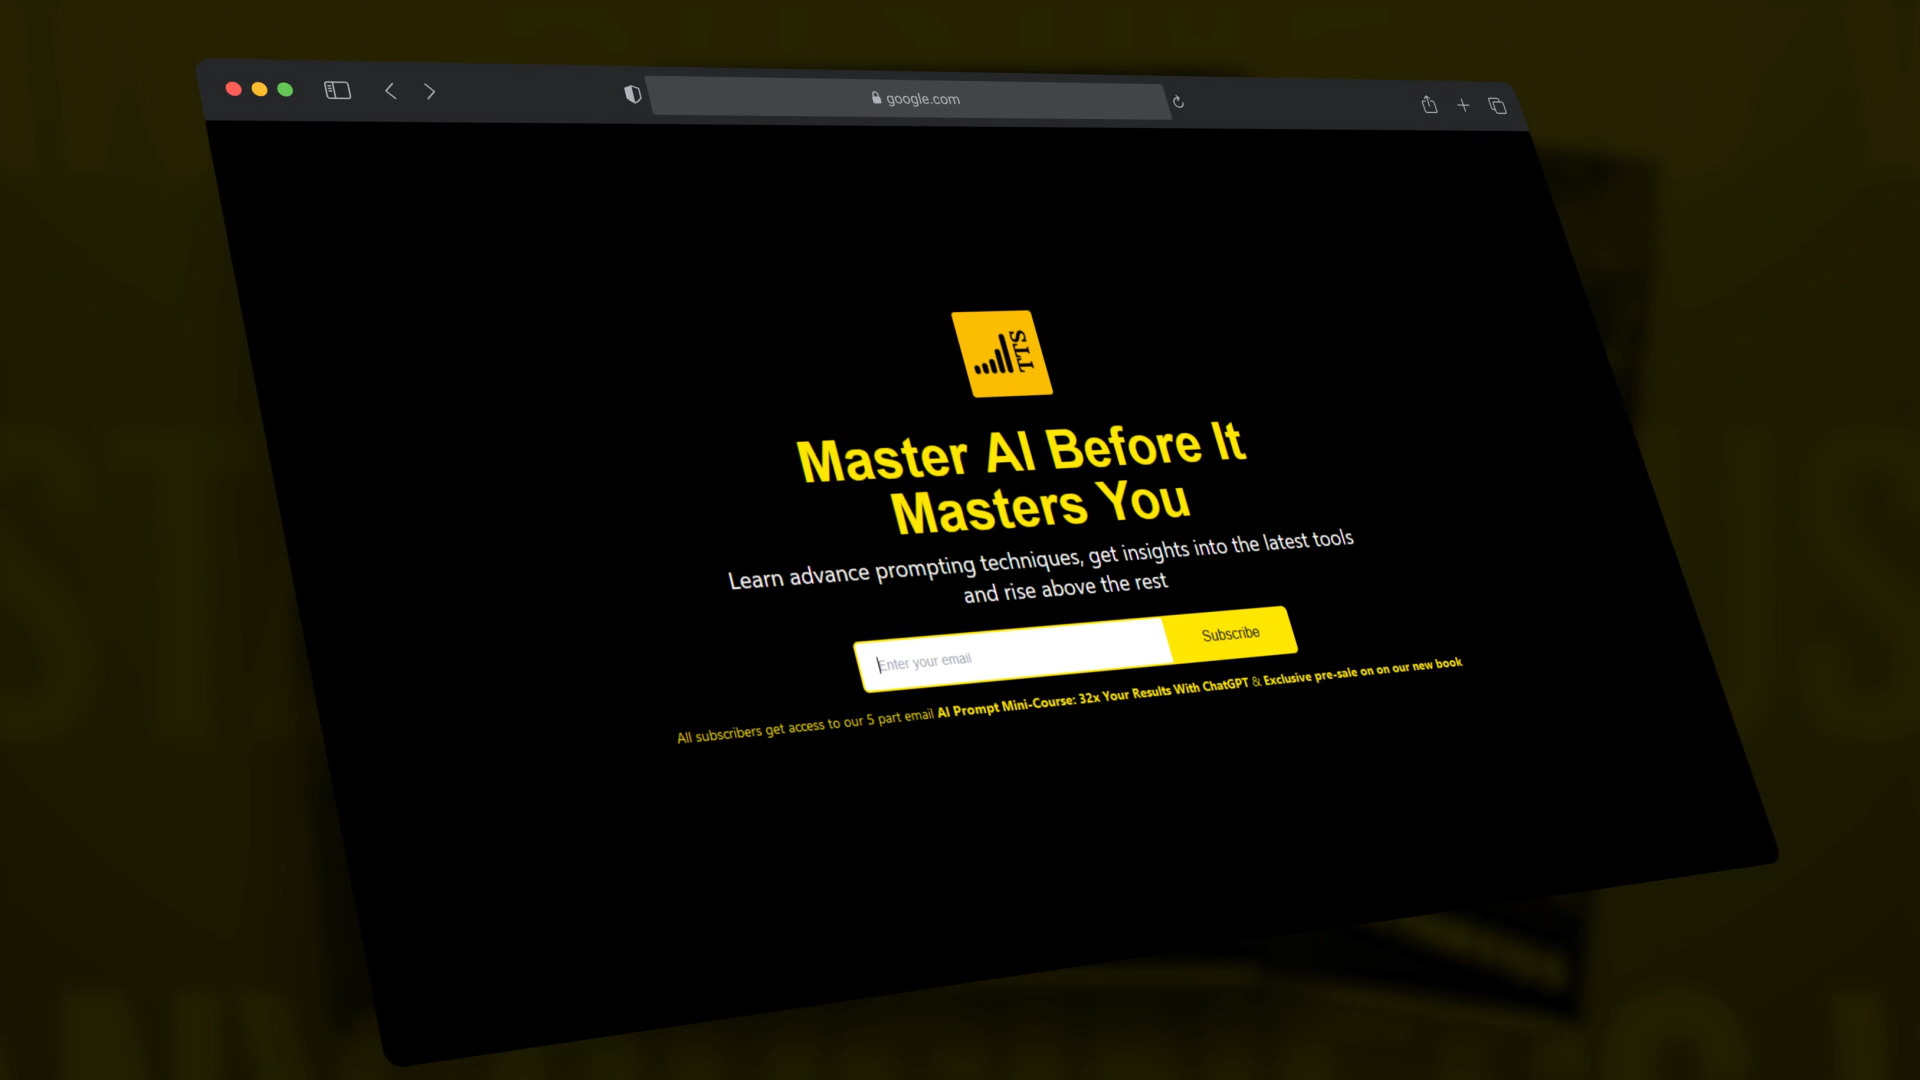 google.com
STT
Master AI Before It
Masters You
Learn advance prompting techniques, get insights into the latest tools
and rise above the rest
Enter your email
Subscribe
All subscribers get access to our 5 part email AI Prompt Mini-Course: 32x Your Results With ChatGPT & Exclusive pre-sale on on our new book